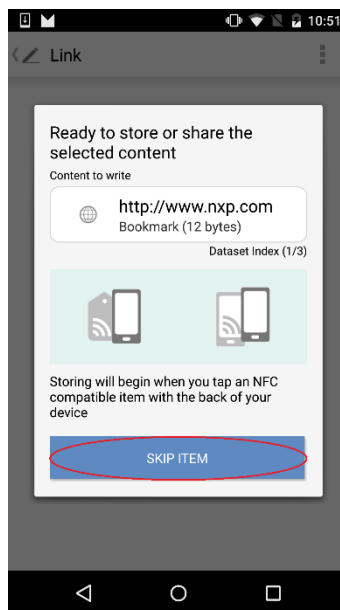 10:51
Link
Ready to store or share the
selected content
Content to write
http://www.nxp.com
Bookmark (12 bytes)
Dataset Index (1/3)
Storing will begin when you tap an NFC
compatible item with the back of your
device
SKIP ITEM